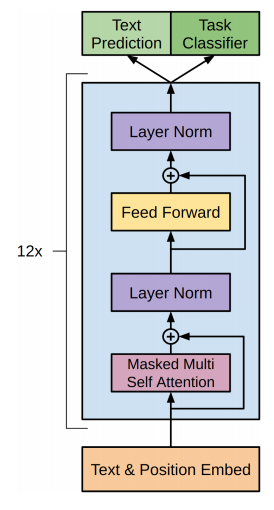 Text
Prediction
Task
Classifier
Layer Norm
+
Feed Forward
12x
Layer Norm
+
Masked Multi
Self Attention
Text & Position Embed